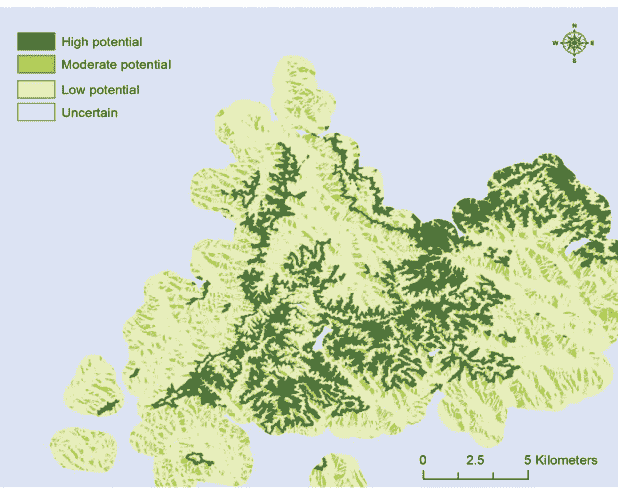 N
W E
S
High potential
Moderate potential
Low potential
Uncertain
0 2.5 5 Kilometers